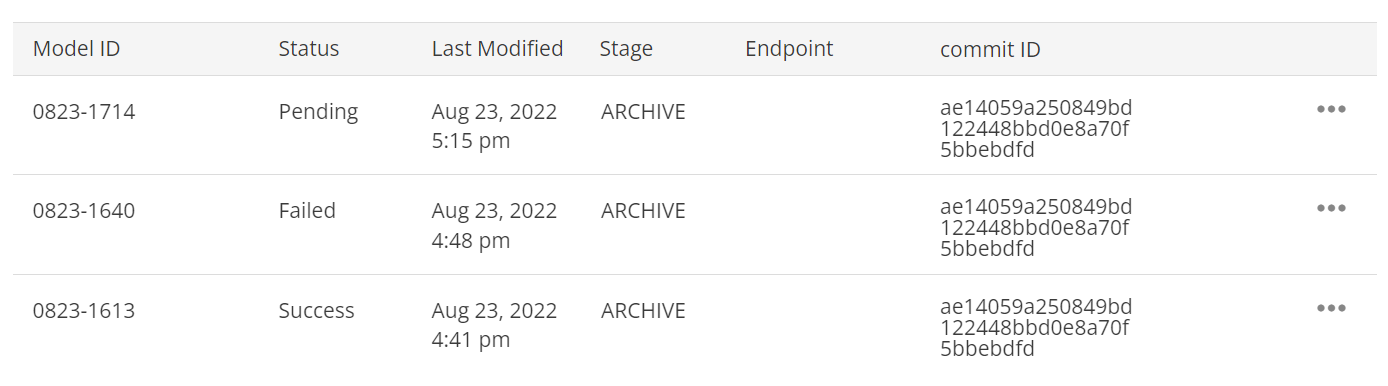 Model ID Status Last Modified Stage Endpoint commit ID
0823-1714 Pending Aug 23, 2022 ARCHIVE ae14059a250849bd
5:15 pm 122448bbd0e8a70f
5bbebdfd
0823-1640 Failed Aug 23, 2022 ARCHIVE ae14059a250849bd
4:48 pm 122448bbd0e8a70f
5bbebdfd
0823-1613 Success Aug 23, 2022 ARCHIVE ae14059a250849bd
4:41 pm 122448bbd0e8a70f
5bbebdfd